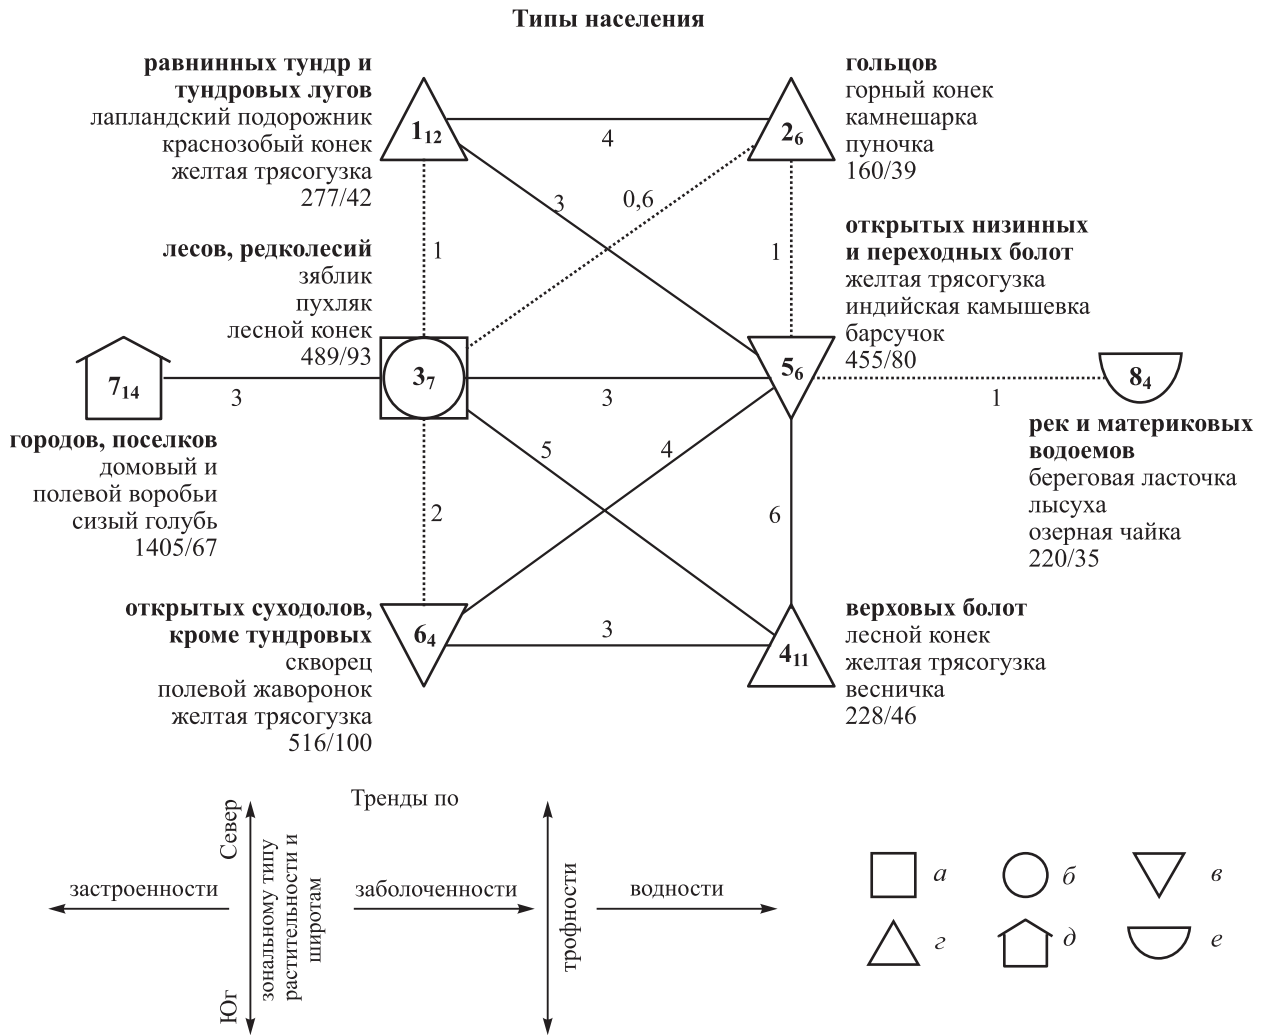 Типы населения
равнинных тундр и
тундровых лугов
лапландский подорожник
краснозобый конек
желтая трясогузка
277/42
1₁₂
4
2₆
гольцов
горный конек
камнешарка
пуночка
160/39
3
0,6
1
1
лесов, редколесий
зяблик
пухляк
лесной конек
489/93
открытых низинных
и переходных болот
желтая трясогузка
индийская камышевка
барсучок
455/80
7₁₄
3
3₇
3
5₆
1
8₄
городов, поселков
домовый и
полевой воробьи
сизый голубь
1405/67
рек и материковых
водоемов
береговая ласточка
лысуха
озерная чайка
220/35
5
4
2
6
открытых суходолов,
кроме тундровых
скворец
полевой жаворонок
желтая трясогузка
516/100
6₄
3
4₁₁
верховых болот
лесной конек
желтая трясогузка
весничка
228/46
Тренды по
застроенности
Север
Юг
зональному типу
растительности и
широтам
заболоченности
трофности
водности
а
б
в
г
д
е